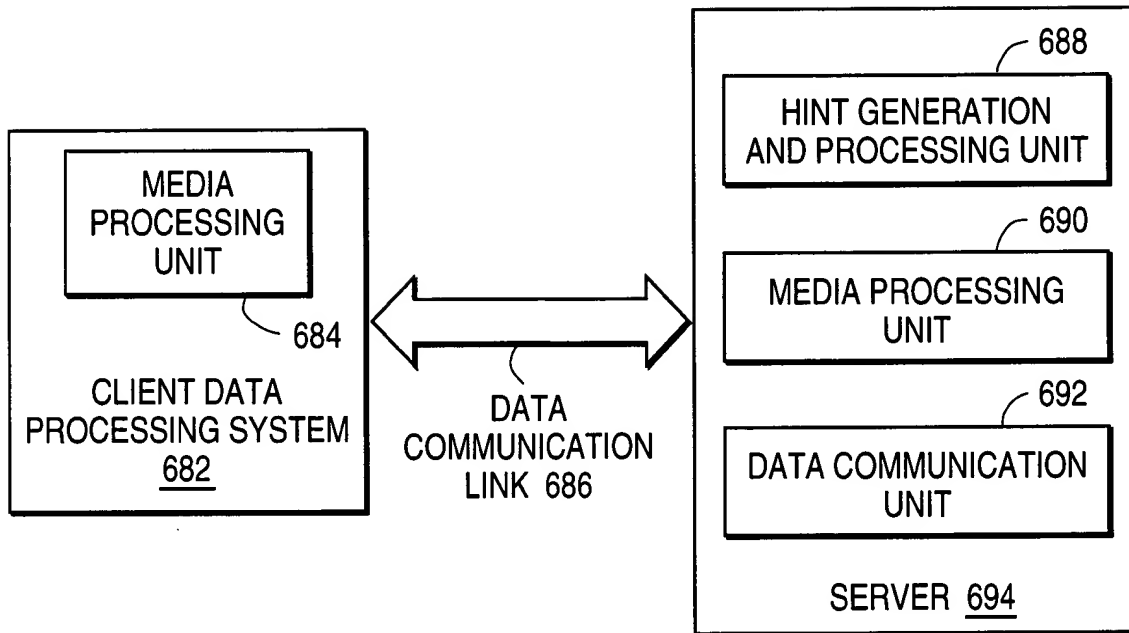 MEDIA
PROCESSING
UNIT
684
CLIENT DATA
PROCESSING SYSTEM
682
DATA
COMMUNICATION
LINK 686
688
HINT GENERATION
AND PROCESSING UNIT
690
MEDIA PROCESSING
UNIT
692
DATA COMMUNICATION
UNIT
SERVER 694